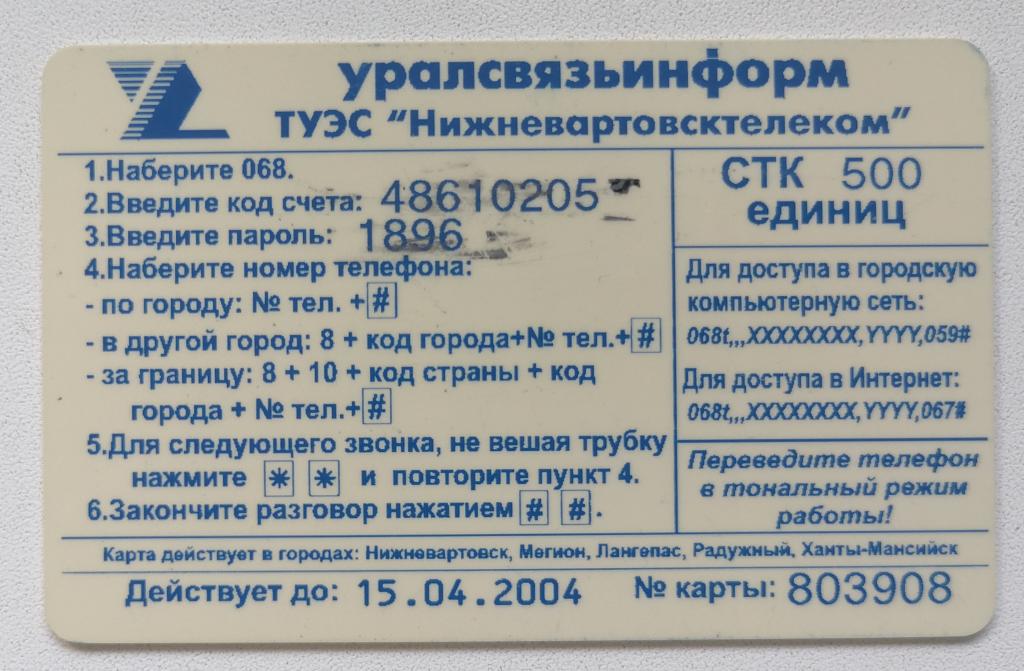 уралсвязьинформ
ТУЭС "Нижневартовсктелеком"
1.Наберите 068.
2.Введите код счета: 48610205
3.Введите пароль: 1896
4.Наберите номер телефона:
- по городу: № тел. +#
- в другой город: 8 + код города+№ тел.+#
- за границу: 8 + 10 + код страны + код
города + № тел.+#
5.Для следующего звонка, не вешая трубку
нажмите * * и повторите пункт 4.
6.Закончите разговор нажатием # #.
СТК 500
единиц
Для доступа в городскую
компьютерную сеть:
068t,,,XXXXXXXX,YYYY,059#
Для доступа в Интернет:
068t,,,XXXXXXXX,YYYY,067#
Переведите телефон
в тональный режим
работы!
Карта действует в городах: Нижневартовск, Мегион, Лангепас, Радужный, Ханты-Мансийск
Действует до: 15.04.2004 № карты: 803908